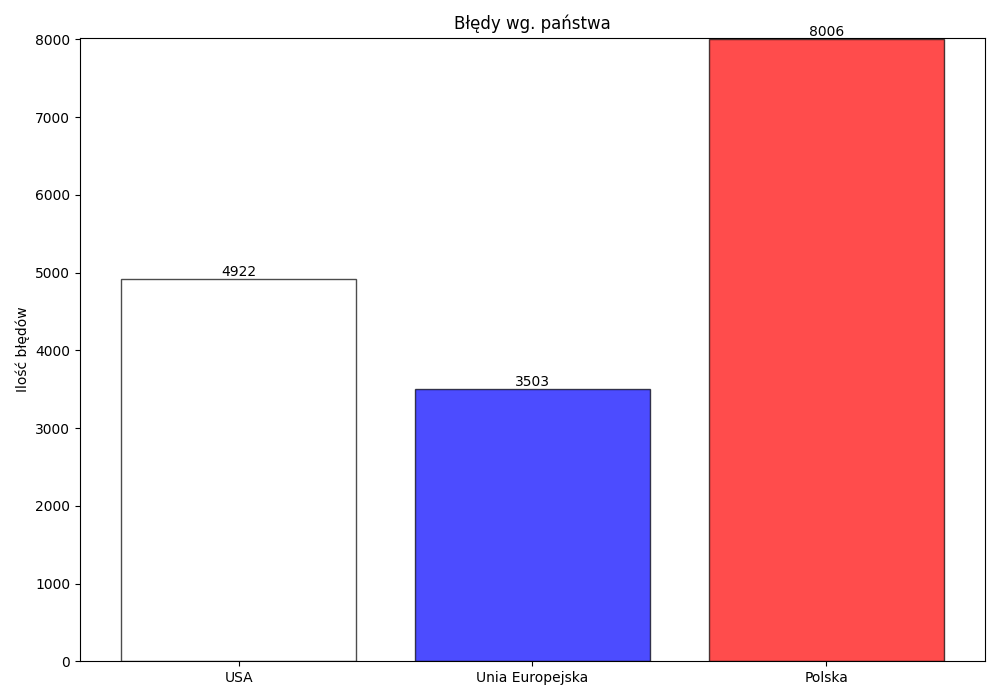 Błędy wg. państwa
8006
8000
7000
6000
5000
4922
4000
3503
3000
2000
1000
0
Ilość błędów
USA
Unia Europejska
Polska